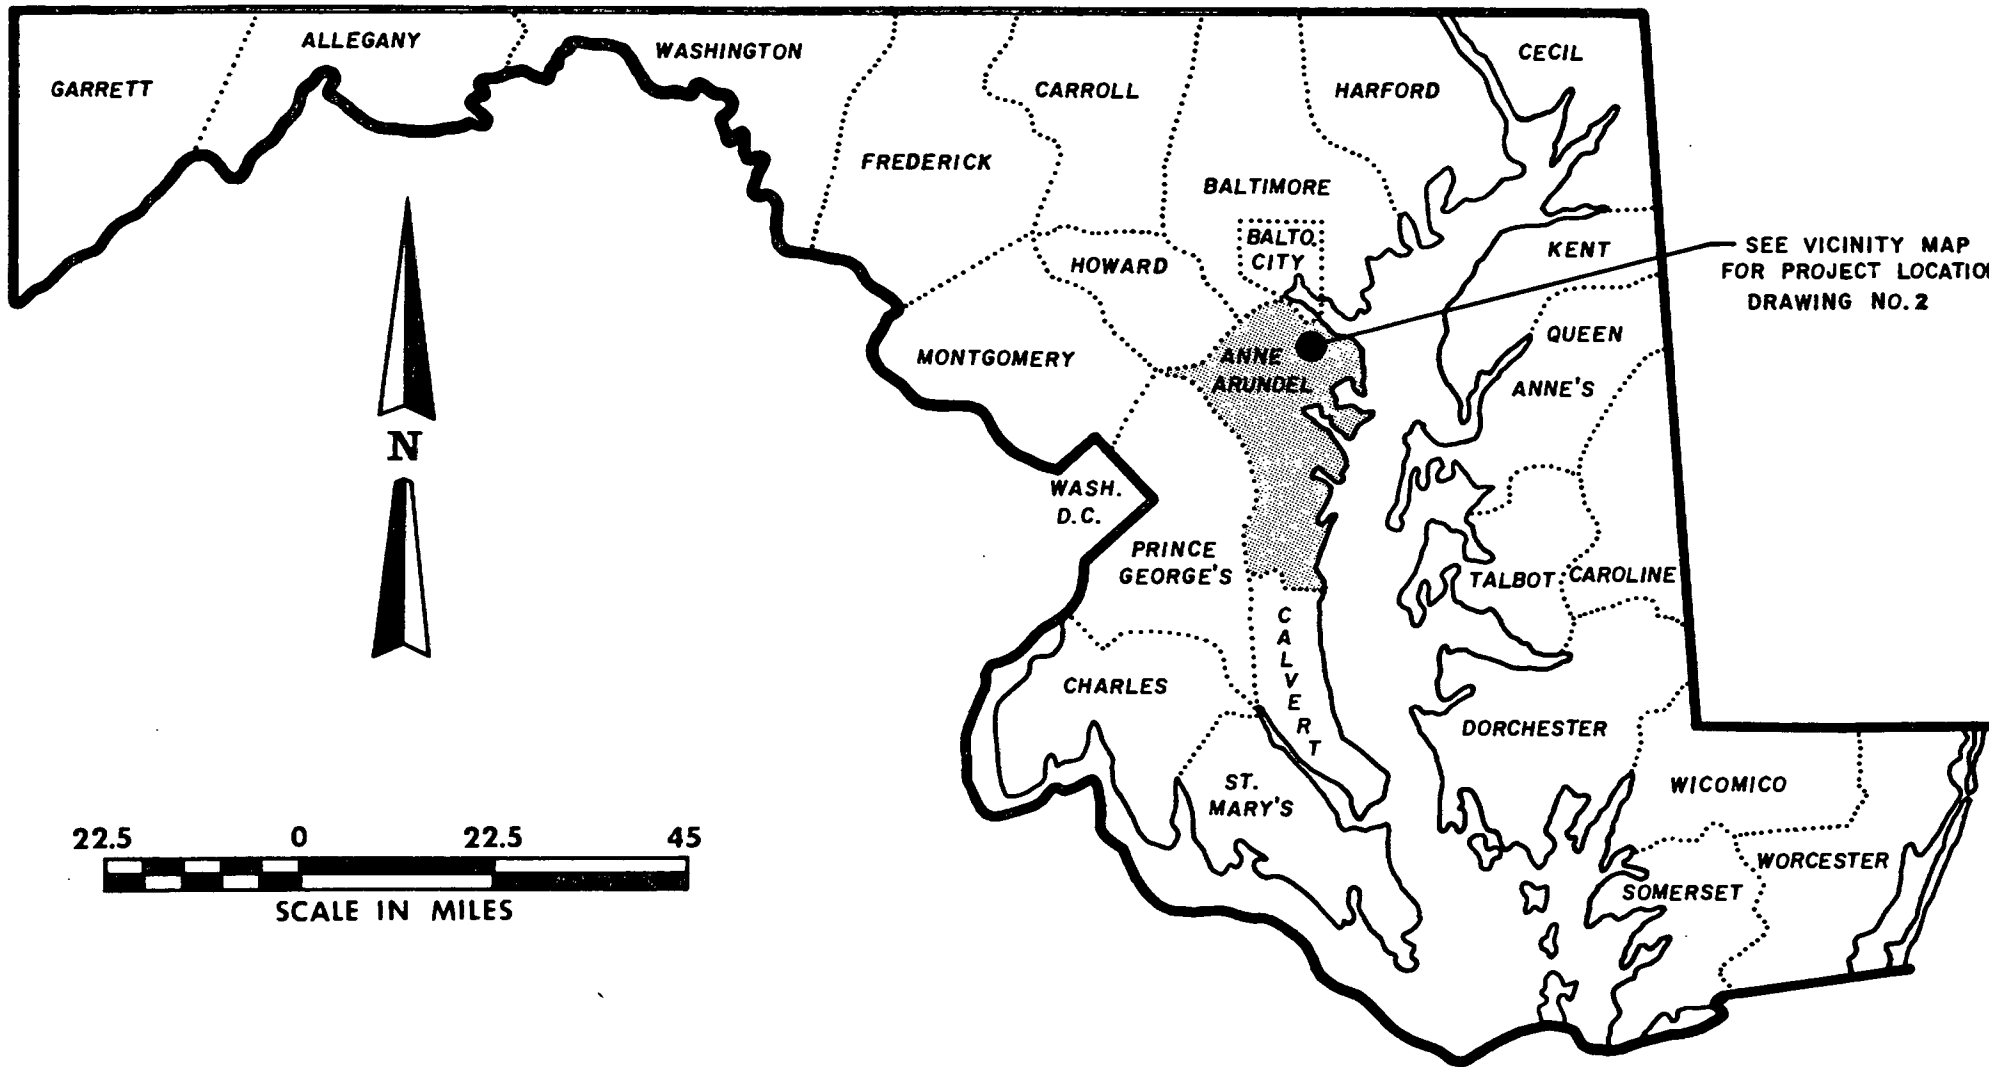 ALLEGANY
WASHINGTON
CECIL
GARRETT
CARROLL
HARFORD
FREDERICK
BALTIMORE
BALTO.
CITY
HOWARD
KENT
SEE VICINITY MAP
FOR PROJECT LOCATION
DRAWING NO. 2
QUEEN
ANNE'S
MONTGOMERY
ANNE
ARUNDEL
N
WASH.
D.C.
PRINCE
GEORGE'S
TALBOT
CAROLINE
CALVERT
CHARLES
DORCHESTER
ST.
MARY'S
WICOMICO
WORCESTER
SOMERSET
22.5 0 22.5 45
SCALE IN MILES